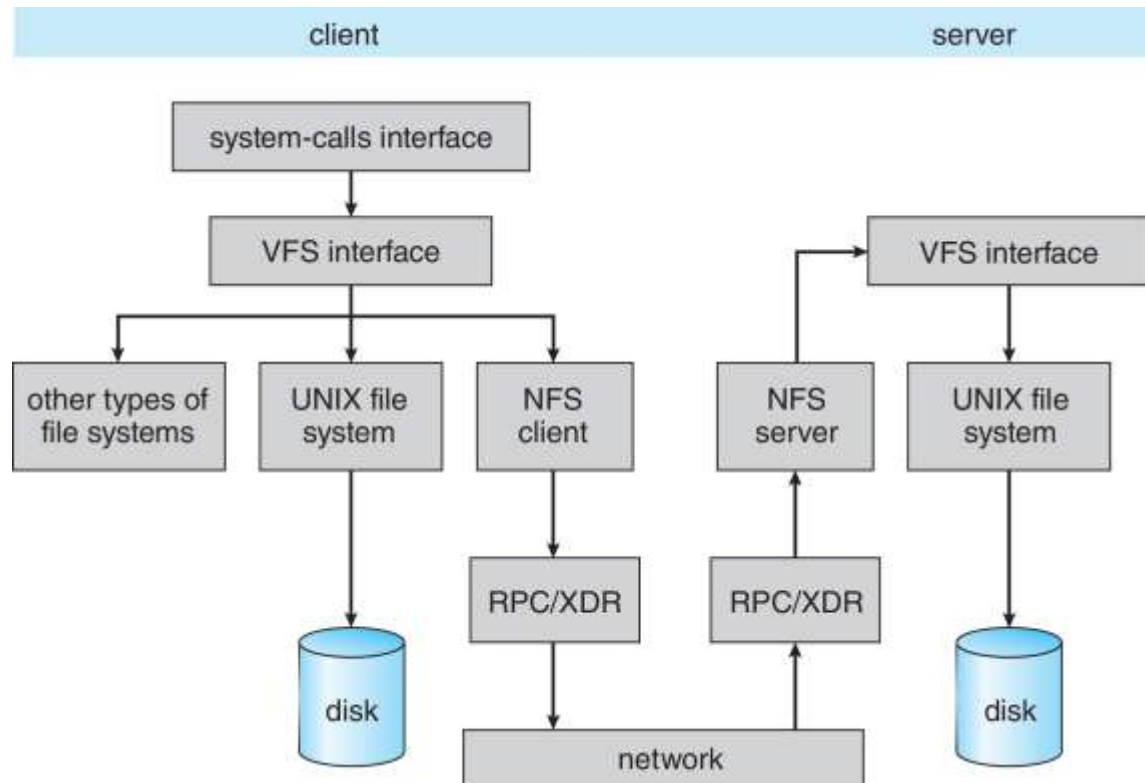 client
server
system-calls interface
VFS interface
VFS interface
other types of
file systems
UNIX file
system
NFS
client
NFS
server
UNIX file
system
RPC/XDR
RPC/XDR
disk
disk
network